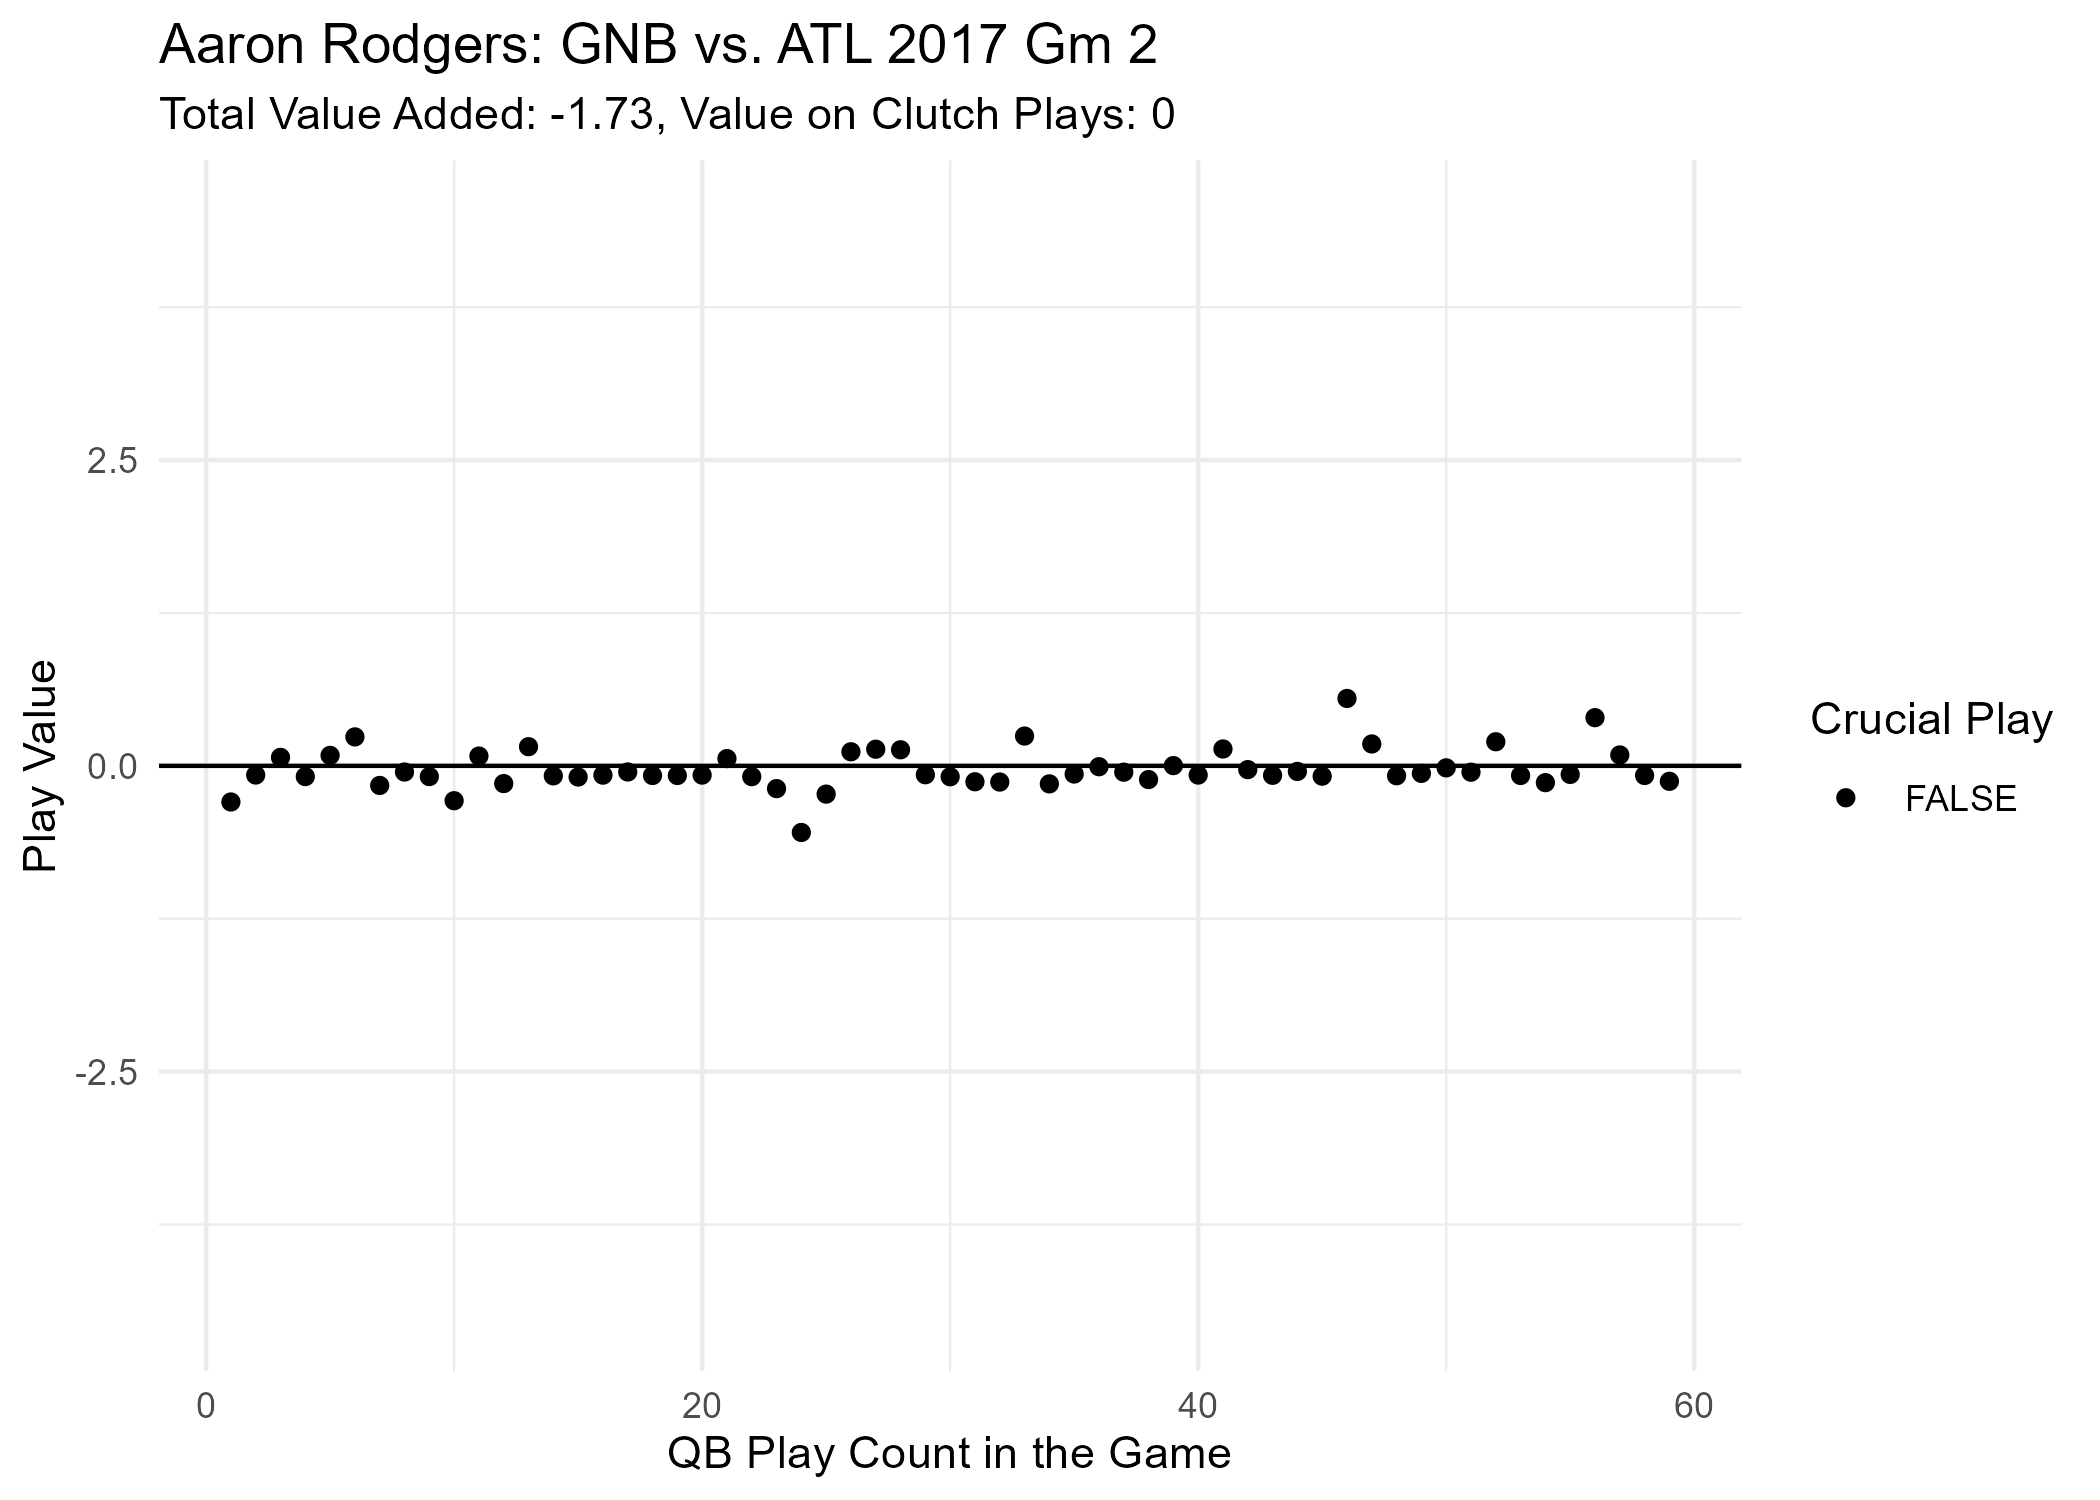 Aaron Rodgers: GNB vs. ATL 2017 Gm 2
Total Value Added: -1.73, Value on Clutch Plays: 0
Play Value
2.5
0.0
-2.5
0
20
40
60
QB Play Count in the Game
Crucial Play
FALSE